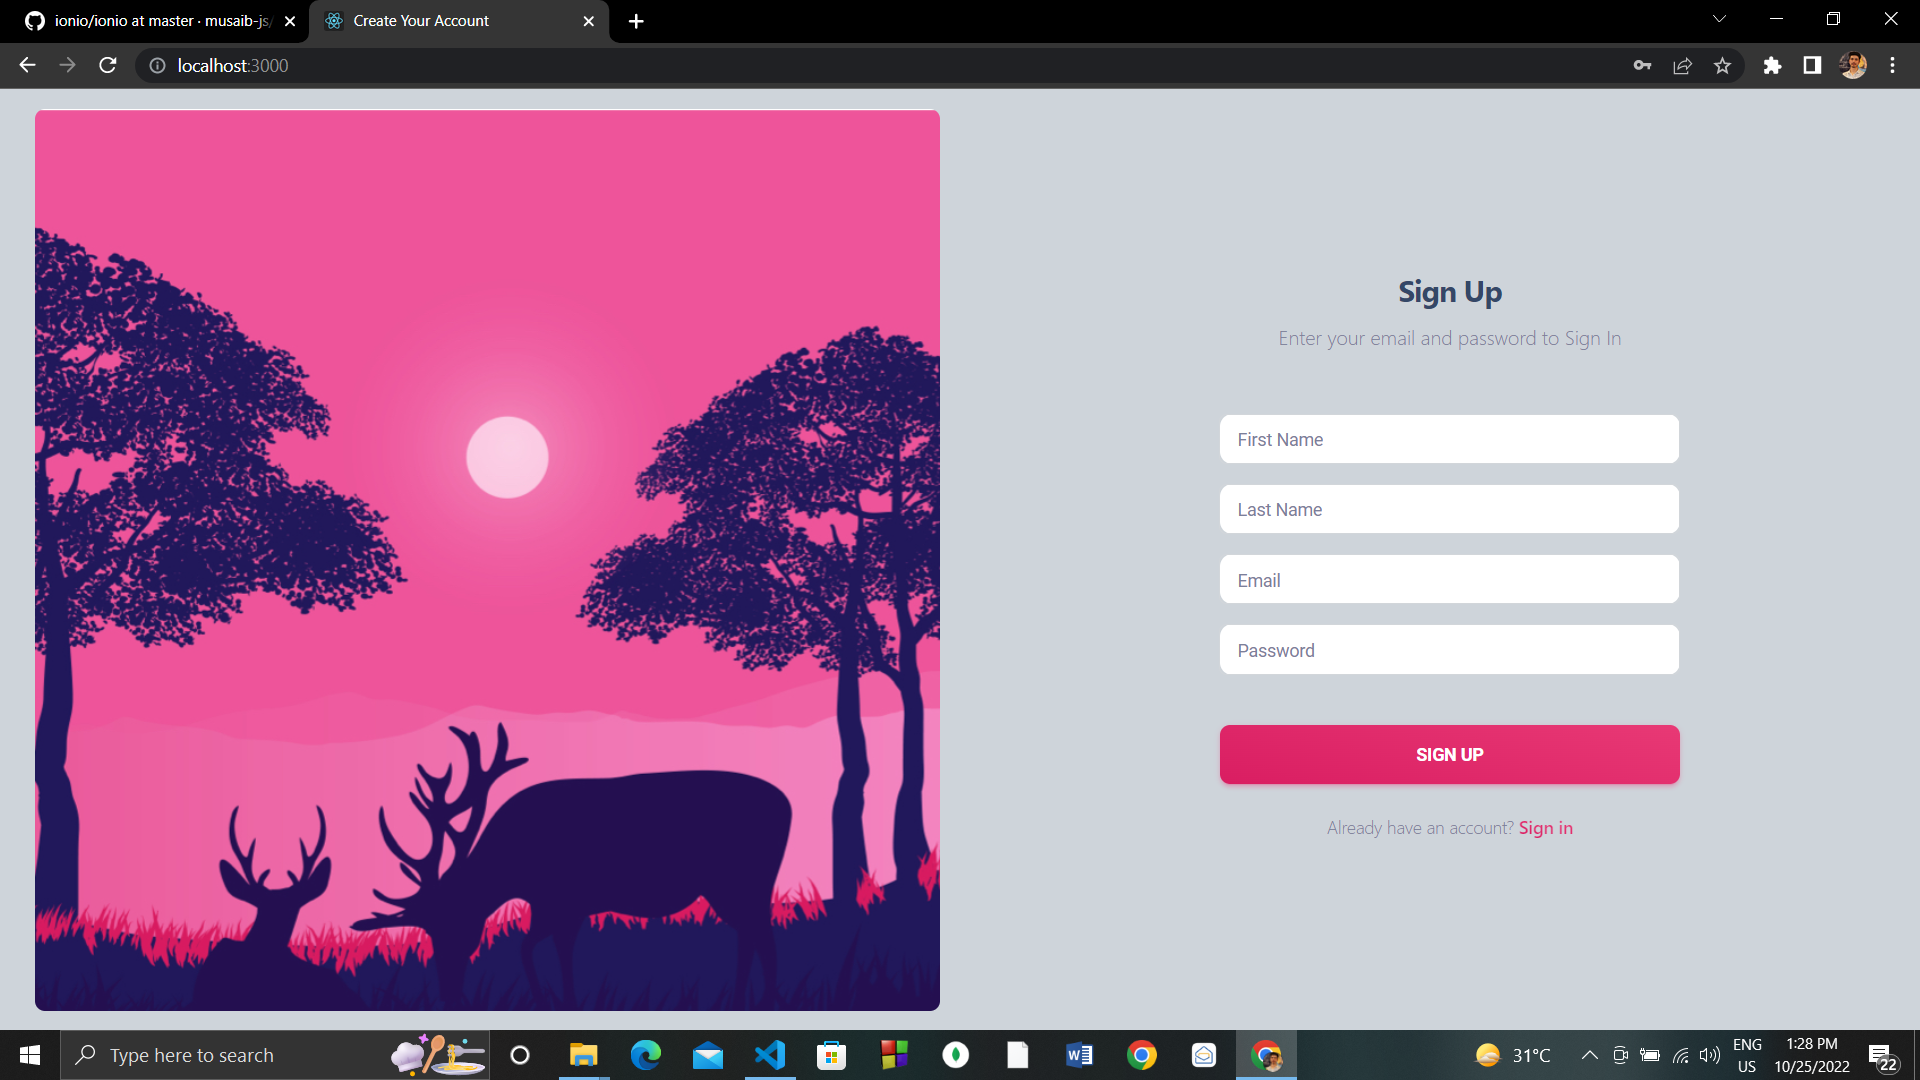 ionio/ionio at master · musaib-js/
Create Your Account
localhost:3000
Sign Up
Enter your email and password to Sign In
First Name
Last Name
Email
Password
SIGN UP
Already have an account? Sign in
Type here to search
31°C
ENG
US
1:28 PM
10/25/2022
22